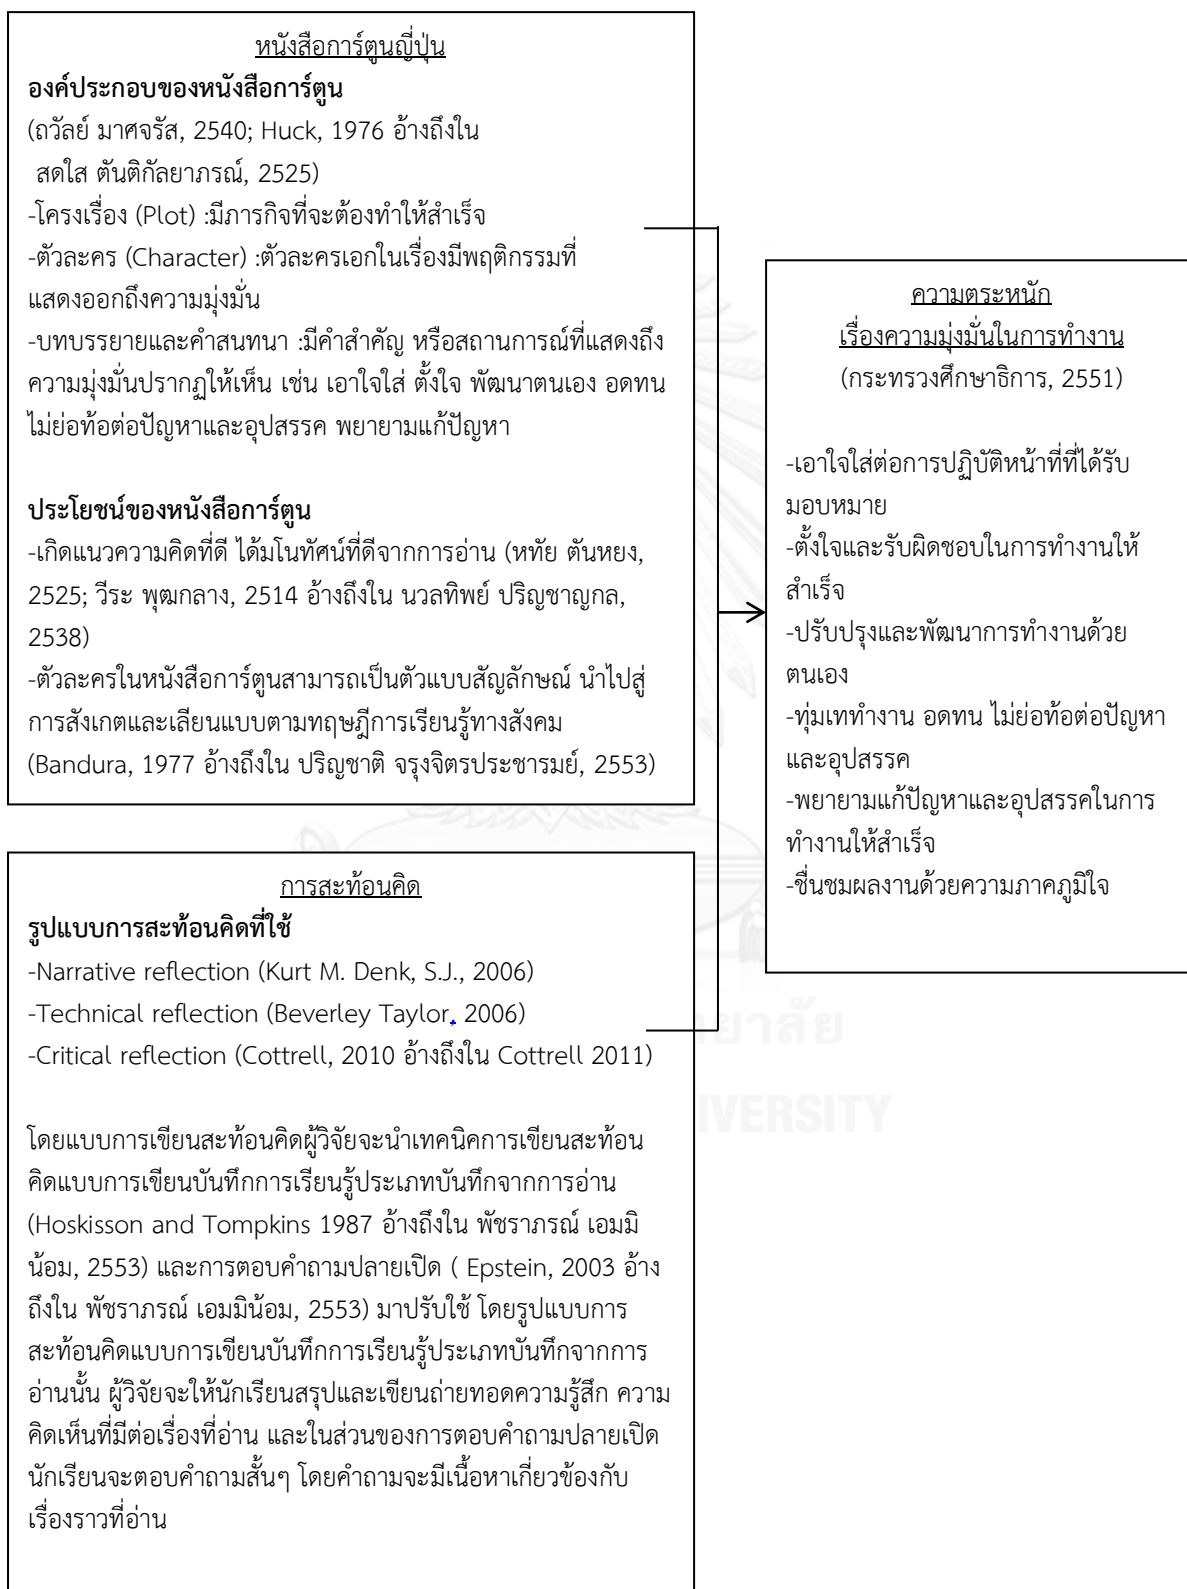 หนังสือการ์ตูนญี่ปุ่น
องค์ประกอบของหนังสือการ์ตูน
(ถวัลย์ มาศจรัส, 2540; Huck, 1976 อ้างถึงใน
สดใส ตันติกัลยาภรณ์, 2525)
-โครงเรื่อง (Plot) :มีภารกิจที่จะต้องทำให้สำเร็จ
-ตัวละคร (Character) :ตัวละครเอกในเรื่องมีพฤติกรรมที่
แสดงออกถึงความมุ่งมั่น
-บทบรรยายและคำสนทนา :มีคำสำคัญ หรือสถานการณ์ที่แสดงถึง
ความมุ่งมั่นปรากฏให้เห็น เช่น เอาใจใส่ ตั้งใจ พัฒนาตนเอง อดทน
ไม่ย่อท้อต่อปัญหาและอุปสรรค พยายามแก้ปัญหา
ประโยชน์ของหนังสือการ์ตูน
-เกิดแนวความคิดที่ดี ได้มโนทัศน์ที่ดีจากการอ่าน (หทัย ตันหยง,
2525; วีระ พุฒกลาง, 2514 อ้างถึงใน นวลทิพย์ ปริญชาญกล,
2538)
-ตัวละครในหนังสือการ์ตูนสามารถเป็นตัวแบบสัญลักษณ์ นำไปสู่
การสังเกตและเลียนแบบตามทฤษฎีการเรียนรู้ทางสังคม
(Bandura, 1977 อ้างถึงใน ปริญชาติ จรุงจิตรประชารมย์, 2553)
การสะท้อนคิด
รูปแบบการสะท้อนคิดที่ใช้
-Narrative reflection (Kurt M. Denk, S.J., 2006)
-Technical reflection (Beverley Taylor, 2006)
-Critical reflection (Cottrell, 2010 อ้างถึงใน Cottrell 2011)
โดยแบบการเขียนสะท้อนคิดผู้วิจัยจะนำเทคนิคการเขียนสะท้อน
คิดแบบการเขียนบันทึกการเรียนรู้ประเภทบันทึกจากการอ่าน
(Hoskisson and Tompkins 1987 อ้างถึงใน พัชราภรณ์ เอมมิ
น้อม, 2553) และการตอบคำถามปลายเปิด ( Epstein, 2003 อ้าง
ถึงใน พัชราภรณ์ เอมมิน้อม, 2553) มาปรับใช้ โดยรูปแบบการ
สะท้อนคิดแบบการเขียนบันทึกการเรียนรู้ประเภทบันทึกจากการ
อ่านนั้น ผู้วิจัยจะให้นักเรียนสรุปและเขียนถ่ายทอดความรู้สึก ความ
คิดเห็นที่มีต่อเรื่องที่อ่าน และในส่วนของการตอบคำถามปลายเปิด
นักเรียนจะตอบคำถามสั้นๆ โดยคำถามจะมีเนื้อหาเกี่ยวข้องกับ
เรื่องราวที่อ่าน
ความตระหนัก
เรื่องความมุ่งมั่นในการทำงาน
(กระทรวงศึกษาธิการ, 2551)
-เอาใจใส่ต่อการปฏิบัติหน้าที่ที่ได้รับ
มอบหมาย
-ตั้งใจและรับผิดชอบในการทำงานให้
สำเร็จ
-ปรับปรุงและพัฒนาการทำงานด้วย
ตนเอง
-ทุ่มเททำงาน อดทน ไม่ย่อท้อต่อปัญหา
และอุปสรรค
-พยายามแก้ปัญหาและอุปสรรคในการ
ทำงานให้สำเร็จ
-ชื่นชมผลงานด้วยความภาคภูมิใจ